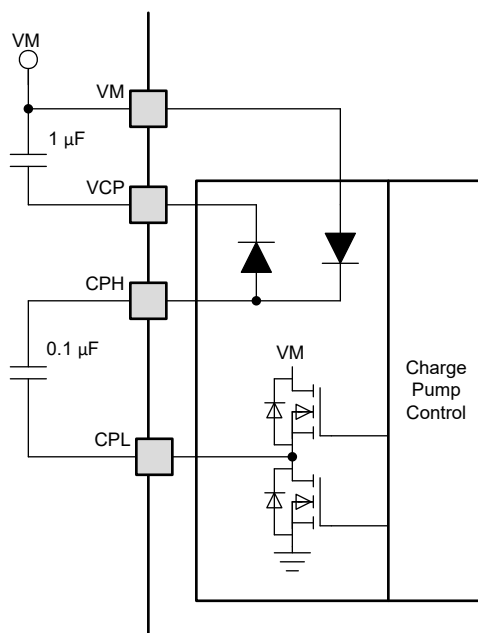 VM
VM
1 µF
VCP
CPH
0.1 µF
VM
Charge
Pump
Control
CPL